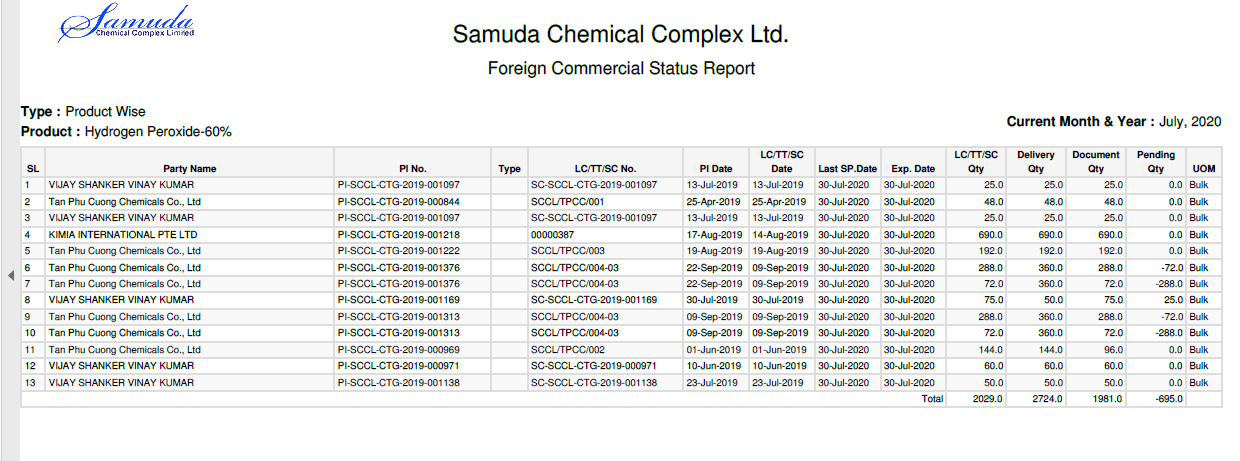 Samuda
Chemical Complex Limited
Samuda Chemical Complex Ltd.
Foreign Commercial Status Report
Type : Product Wise
Product : Hydrogen Peroxide-60%
Current Month & Year : July, 2020
SL Party Name PI No. Type LC/TT/SC No. PI Date LC/TT/SC Date Last SP.Date Exp. Date LC/TT/SC Qty Delivery Qty Document Qty Pending Qty UOM
1 VIJAY SHANKER VINAY KUMAR PI-SCCL-CTG-2019-001097 SC-SCCL-CTG-2019-001097 13-Jul-2019 13-Jul-2019 30-Jul-2020 30-Jul-2020 25.0 25.0 25.0 0.0 Bulk
2 Tan Phu Cuong Chemicals Co., Ltd PI-SCCL-CTG-2019-000844 SCCL/TPCC/001 25-Apr-2019 25-Apr-2019 30-Jul-2020 30-Jul-2020 48.0 48.0 48.0 0.0 Bulk
3 VIJAY SHANKER VINAY KUMAR PI-SCCL-CTG-2019-001097 SC-SCCL-CTG-2019-001097 13-Jul-2019 13-Jul-2019 30-Jul-2020 30-Jul-2020 25.0 25.0 25.0 0.0 Bulk
4 KIMIA INTERNATIONAL PTE LTD PI-SCCL-CTG-2019-001218 00000387 17-Aug-2019 14-Aug-2019 30-Jul-2020 30-Jul-2020 690.0 690.0 690.0 0.0 Bulk
5 Tan Phu Cuong Chemicals Co., Ltd PI-SCCL-CTG-2019-001222 SCCL/TPCC/003 19-Aug-2019 19-Aug-2019 30-Jul-2020 30-Jul-2020 192.0 192.0 192.0 0.0 Bulk
6 Tan Phu Cuong Chemicals Co., Ltd PI-SCCL-CTG-2019-001376 SCCL/TPCC/004-03 22-Sep-2019 09-Sep-2019 30-Jul-2020 30-Jul-2020 288.0 360.0 288.0 -72.0 Bulk
7 Tan Phu Cuong Chemicals Co., Ltd PI-SCCL-CTG-2019-001376 SCCL/TPCC/004-03 22-Sep-2019 09-Sep-2019 30-Jul-2020 30-Jul-2020 72.0 360.0 72.0 -288.0 Bulk
8 VIJAY SHANKER VINAY KUMAR PI-SCCL-CTG-2019-001169 SC-SCCL-CTG-2019-001169 30-Jul-2019 30-Jul-2019 30-Jul-2020 30-Jul-2020 75.0 50.0 75.0 25.0 Bulk
9 Tan Phu Cuong Chemicals Co., Ltd PI-SCCL-CTG-2019-001313 SCCL/TPCC/004-03 09-Sep-2019 09-Sep-2019 30-Jul-2020 30-Jul-2020 288.0 360.0 288.0 -72.0 Bulk
10 Tan Phu Cuong Chemicals Co., Ltd PI-SCCL-CTG-2019-001313 SCCL/TPCC/004-03 09-Sep-2019 09-Sep-2019 30-Jul-2020 30-Jul-2020 72.0 360.0 72.0 -288.0 Bulk
11 Tan Phu Cuong Chemicals Co., Ltd PI-SCCL-CTG-2019-000969 SCCL/TPCC/002 01-Jun-2019 01-Jun-2019 30-Jul-2020 30-Jul-2020 144.0 144.0 96.0 0.0 Bulk
12 VIJAY SHANKER VINAY KUMAR PI-SCCL-CTG-2019-000971 SC-SCCL-CTG-2019-000971 10-Jun-2019 10-Jun-2019 30-Jul-2020 30-Jul-2020 60.0 60.0 60.0 0.0 Bulk
13 VIJAY SHANKER VINAY KUMAR PI-SCCL-CTG-2019-001138 SC-SCCL-CTG-2019-001138 23-Jul-2019 23-Jul-2019 30-Jul-2020 30-Jul-2020 50.0 50.0 50.0 0.0 Bulk
Total 2029.0 2724.0 1981.0 -695.0